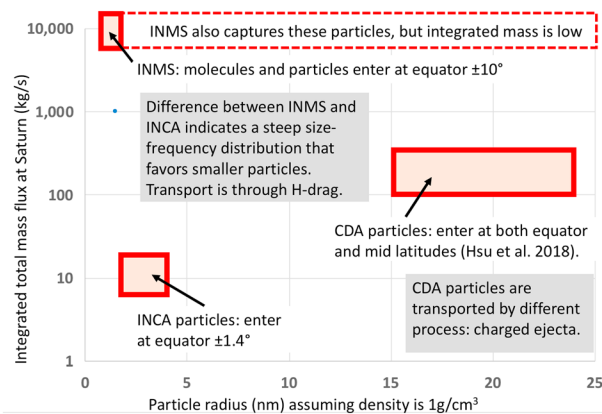 10,000
1,000
100
10
1
Integrated total mass flux at Saturn (kg/s)
INMS also captures these particles, but integrated mass is low
INMS: molecules and particles enter at equator ±10°
Difference between INMS and
INCA indicates a steep size-
frequency distribution that
favors smaller particles.
Transport is through H-drag.
CDA particles: enter at both equator
and mid latitudes (Hsu et al. 2018).
INCA particles: enter
at equator ±1.4°
CDA particles are
transported by different
process: charged ejecta.
0 5 10 15 20 25
Particle radius (nm) assuming density is 1g/cm³